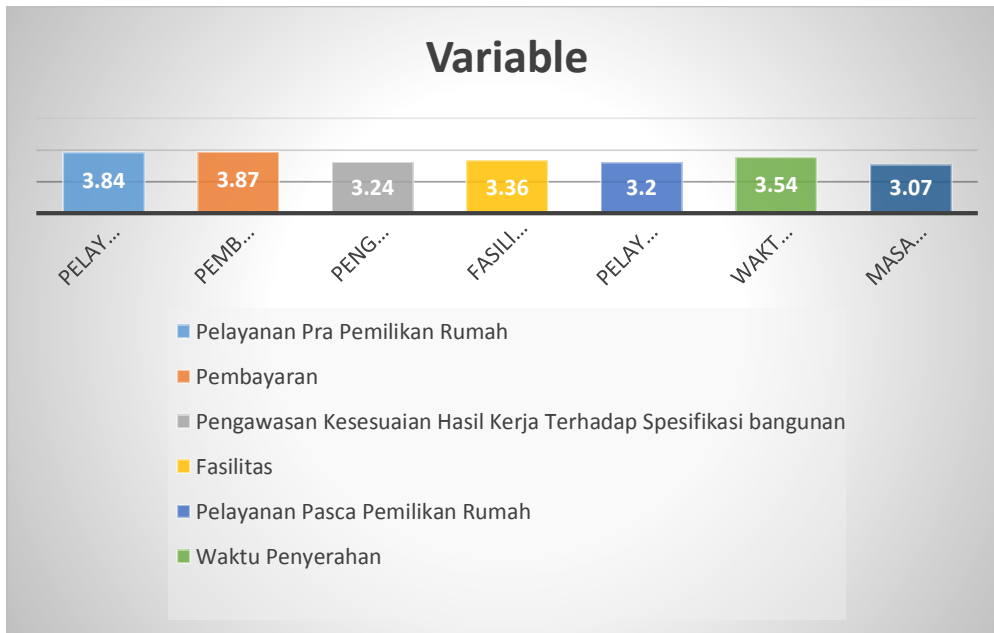 Variable
3.84 3.87 3.24 3.36 3.2 3.54 3.07
PELAY... PEMB... PENG... FASILI... PELAY... WAKT... MASA...
Pelayanan Pra Pemilikan Rumah
Pembayaran
Pengawasan Kesesuaian Hasil Kerja Terhadap Spesifikasi bangunan
Fasilitas
Pelayanan Pasca Pemilikan Rumah
Waktu Penyerahan